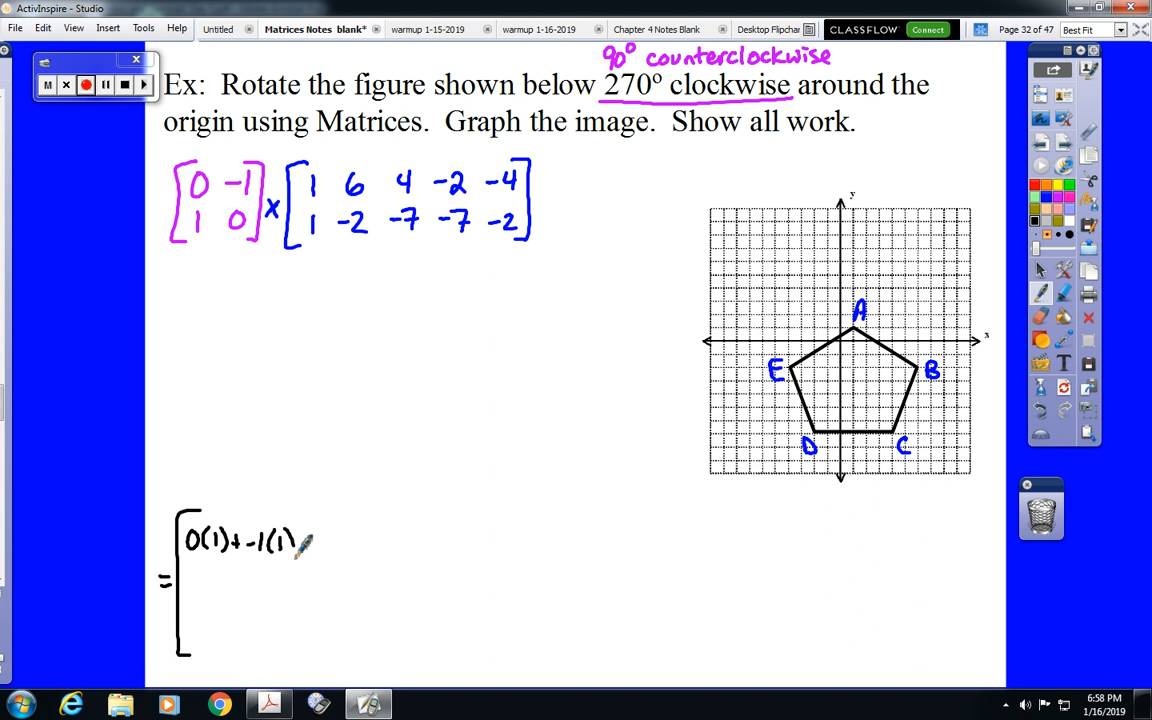 ActivInspire - Studio
File Edit View Insert Tools Help
Untitled Matrices Notes blank* warmup 1-15-2019 warmup 1-16-2019 Chapter 4 Notes Blank Desktop Flipchar CLASSFLOW Connect Page 32 of 47 Best Fit
M
90° counterclockwise
Ex: Rotate the figure shown below 270° clockwise around the
origin using Matrices. Graph the image. Show all work.
[0 -1] × [1 6 4 -2 -4]
[1 0] [1 -2 -7 -7 -2]
y
A
x
E B
D C
= [0(1)+-1(1)
T
6:58 PM
1/16/2019